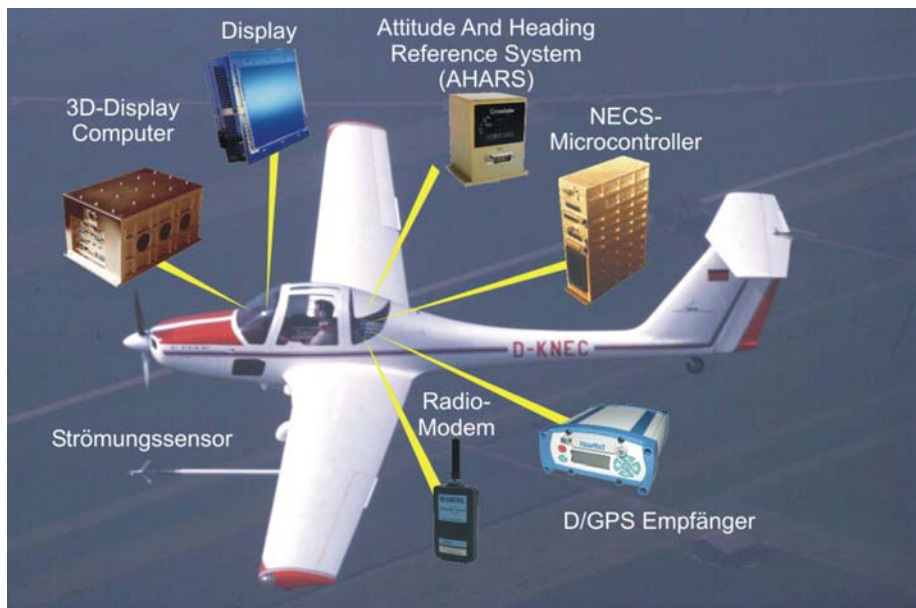 Display
Attitude And Heading
Reference System
(AHARS)
3D-Display
Computer
NECS-
Microcontroller
D-KNEC
Radio-
Modem
Strömungssensor
D/GPS Empfänger